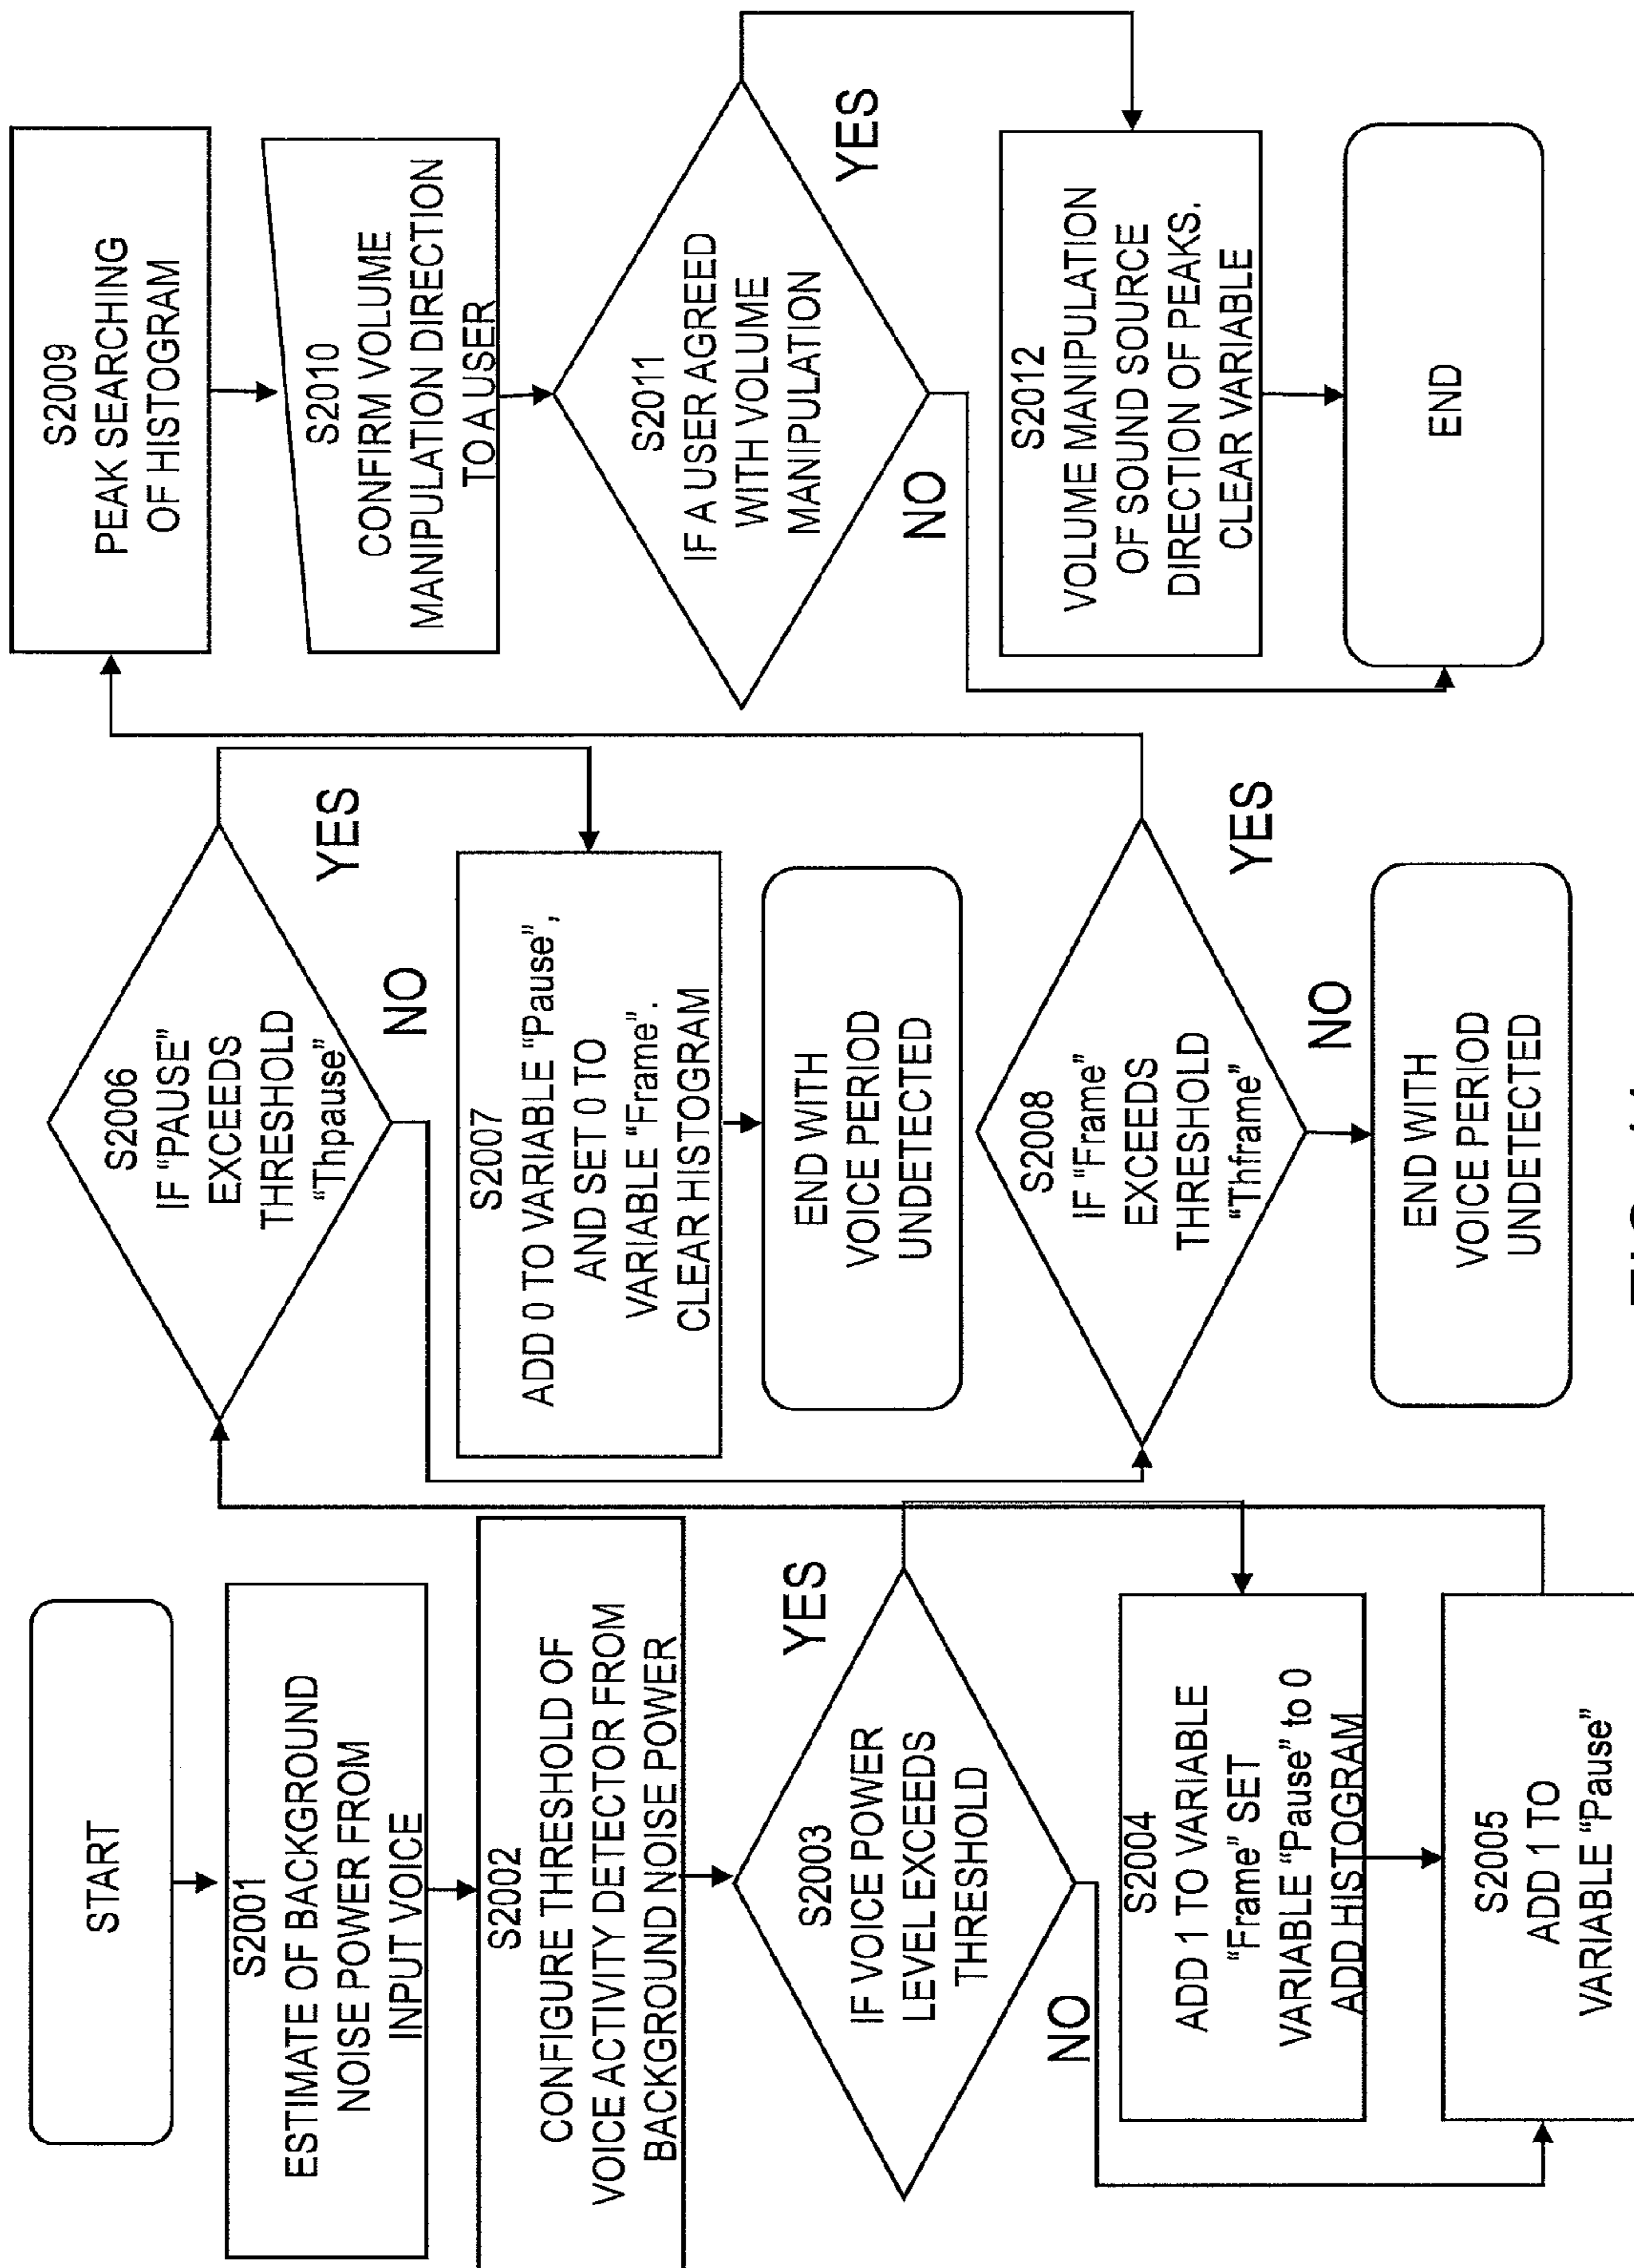 START
S2001
ESTIMATE OF BACKGROUND
NOISE POWER FROM
INPUT VOICE
S2002
CONFIGURE THRESHOLD OF
VOICE ACTIVITY DETECTOR FROM
BACKGROUND NOISE POWER
S2003
IF VOICE POWER
LEVEL EXCEEDS
THRESHOLD
YES
NO
S2004
ADD 1 TO VARIABLE
“Frame” SET
VARIABLE “Pause” to 0
ADD HISTOGRAM
S2005
ADD 1 TO
VARIABLE “Pause”
S2006
IF “PAUSE”
EXCEEDS
THRESHOLD
“Thpause”
YES
NO
S2007
ADD 0 TO VARIABLE “Pause”,
AND SET 0 TO
VARIABLE “Frame”.
CLEAR HISTOGRAM
END WITH
VOICE PERIOD
UNDETECTED
S2008
IF “Frame”
EXCEEDS
THRESHOLD
“Thframe”
YES
NO
END WITH
VOICE PERIOD
UNDETECTED
S2009
PEAK SEARCHING
OF HISTOGRAM
S2010
CONFIRM VOLUME
MANIPULATION DIRECTION
TO A USER
S2011
IF A USER AGREED
WITH VOLUME
MANIPULATION
YES
NO
S2012
VOLUME MANIPULATION
OF SOUND SOURCE
DIRECTION OF PEAKS.
CLEAR VARIABLE
END